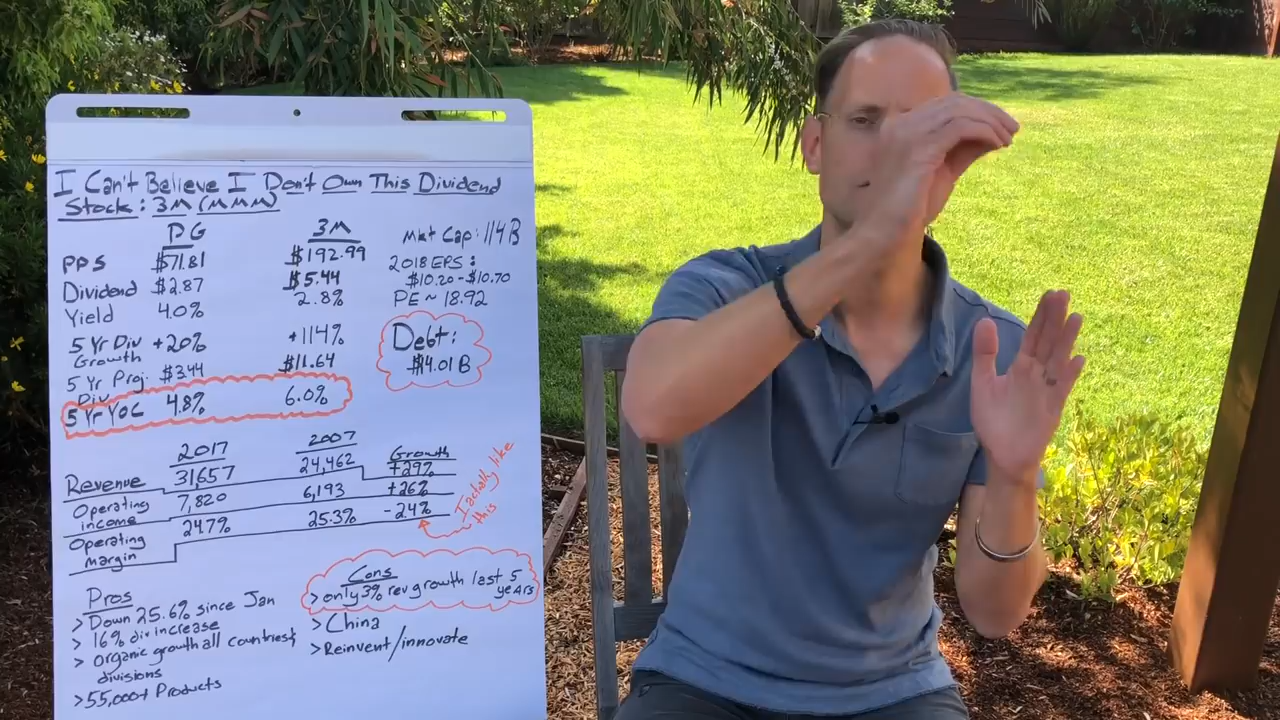 I Can't Believe I Don't Own This Dividend
Stock: 3M (MMM)
PG 3M
PPS $71.81 $192.99
Dividend $2.87 $5.44
Yield 4.0% 2.8%
5 Yr Div Growth +20% +114%
5 Yr Proj. Div $3.44 $11.64
5 Yr YoC 4.8% 6.0%
Mkt Cap: 114 B
2018 EPS:
$10.20-$10.70
PE ~ 18.92
Debt:
$14.01 B
2017 2007 Growth
Revenue 31657 24,462 +29%
Operating income 7,820 6,193 +26%
Operating margin 24.7% 25.3% -24%
I actually like
this
Pros
> Down 25.6% since Jan
> 16% div increase
> Organic growth all countries &
divisions
> 55,000+ Products
Cons
> only 3% rev growth last 5
years
> China
> Reinvent/innovate